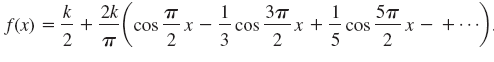 f(x) = k/2 + 2k/π (cos π/2 x − 1/3 cos 3π/2 x + 1/5 cos 5π/2 x − + ···).